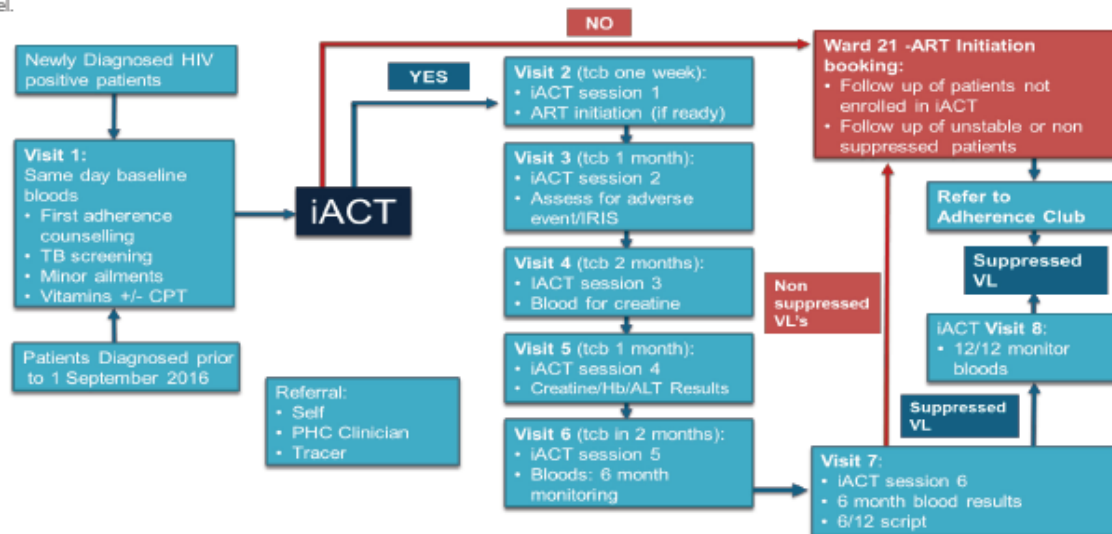 el.
Newly Diagnosed HIV
positive patients
Visit 1:
Same day baseline
bloods
• First adherence
counselling
• TB screening
• Minor ailments
• Vitamins +/- CPT
Patients Diagnosed prior
to 1 September 2016
iACT
YES
NO
Referral:
• Self
• PHC Clinician
• Tracer
Visit 2 (tcb one week):
• iACT session 1
• ART initiation (if ready)
Visit 3 (tcb 1 month):
• iACT session 2
• Assess for adverse
event/IRIS
Visit 4 (tcb 2 months):
• iACT session 3
• Blood for creatine
Visit 5 (tcb 1 month):
• iACT session 4
• Creatine/Hb/ALT Results
Visit 6 (tcb in 2 months):
• iACT session 5
• Bloods: 6 month
monitoring
Visit 7:
• iACT session 6
• 6 month blood results
• 6/12 script
Non
suppressed
VL's
Suppressed
VL
iACT Visit 8:
• 12/12 monitor
bloods
Suppressed
VL
Refer to
Adherence Club
Ward 21 -ART Initiation
booking:
• Follow up of patients not
enrolled in iACT
• Follow up of unstable or non
suppressed patients